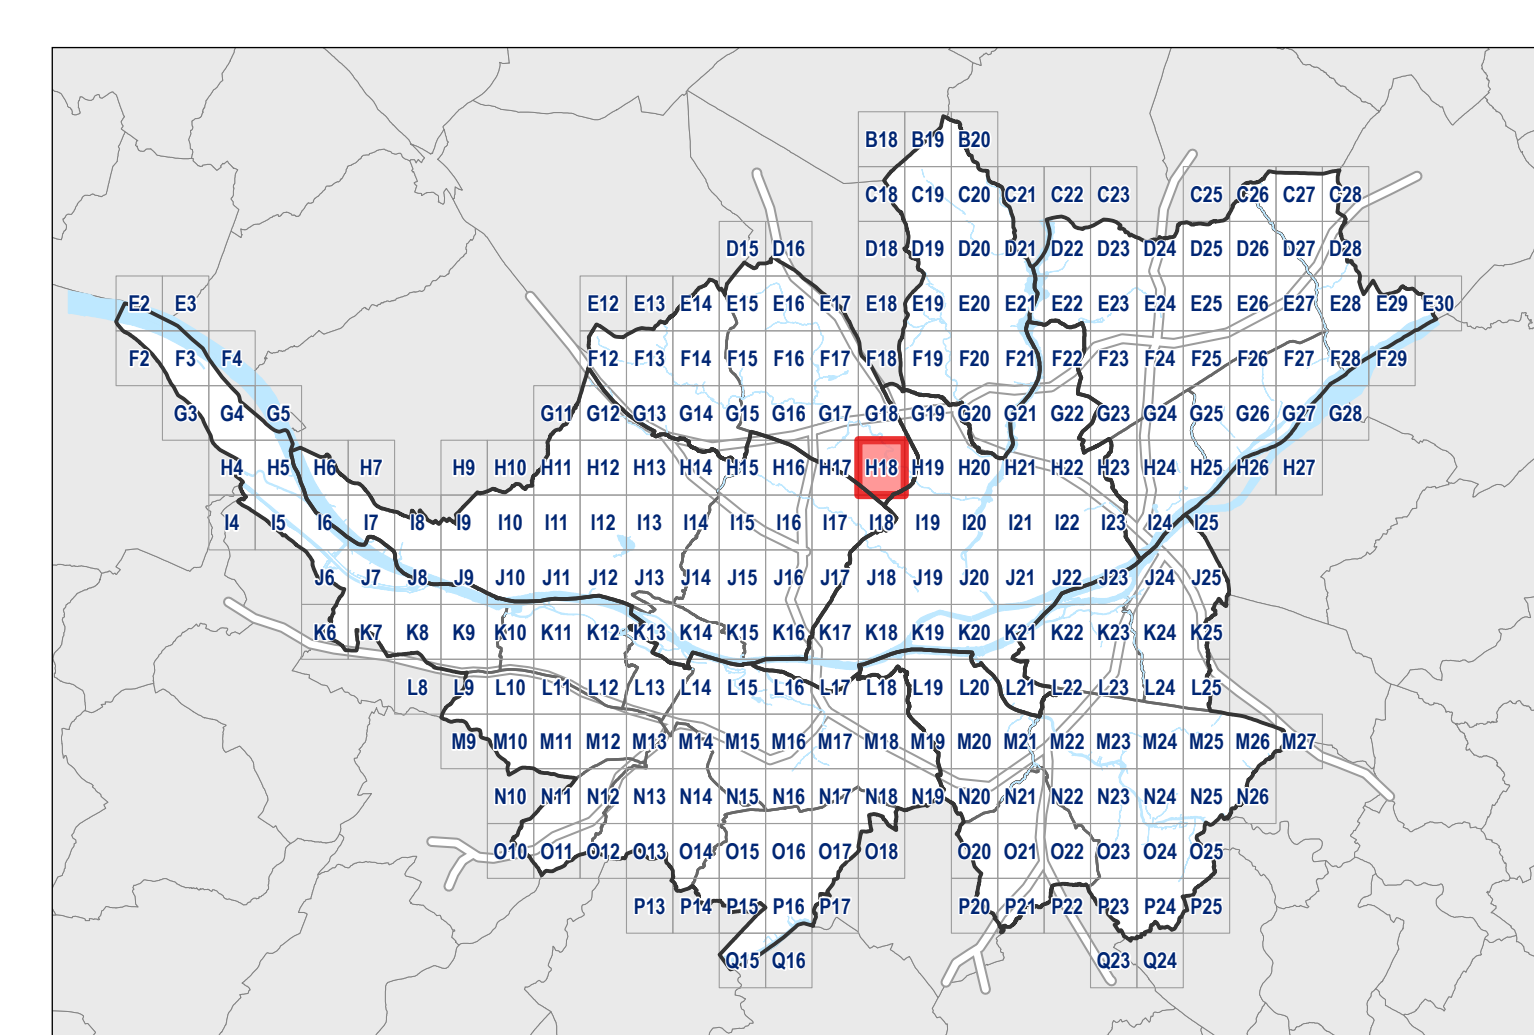 B18 B19 B20
C18 C19 C20 C21 C22 C23 C25 C26 C27 C28
D15 D16 D18 D19 D20 D21 D22 D23 D24 D25 D26 D27 D28
E2 E3 E12 E13 E14 E15 E16 E17 E18 E19 E20 E21 E22 E23 E24 E25 E26 E27 E28 E29 E30
F2 F3 F4 F12 F13 F14 F15 F16 F17 F18 F19 F20 F21 F22 F23 F24 F25 F26 F27 F28 F29
G3 G4 G5 G11 G12 G13 G14 G15 G16 G17 G18 G19 G20 G21 G22 G23 G24 G25 G26 G27 G28
H4 H5 H6 H7 H9 H10 H11 H12 H13 H14 H15 H16 H17 H18 H19 H20 H21 H22 H23 H24 H25 H26 H27
I4 I5 I6 I7 I8 I9 I10 I11 I12 I13 I14 I15 I16 I17 I18 I19 I20 I21 I22 I23 I24 I25
J6 J7 J8 J9 J10 J11 J12 J13 J14 J15 J16 J17 J18 J19 J20 J21 J22 J23 J24 J25
K6 K7 K8 K9 K10 K11 K12 K13 K14 K15 K16 K17 K18 K19 K20 K21 K22 K23 K24 K25
L8 L9 L10 L11 L12 L13 L14 L15 L16 L17 L18 L19 L20 L21 L22 L23 L24 L25
M9 M10 M11 M12 M13 M14 M15 M16 M17 M18 M19 M20 M21 M22 M23 M24 M25 M26 M27
N10 N11 N12 N13 N14 N15 N16 N17 N18 N19 N20 N21 N22 N23 N24 N25 N26
O10 O11 O12 O13 O14 O15 O16 O17 O18 O20 O21 O22 O23 O24 O25
P13 P14 P15 P16 P17 P20 P21 P22 P23 P24 P25
Q15 Q16 Q23 Q24